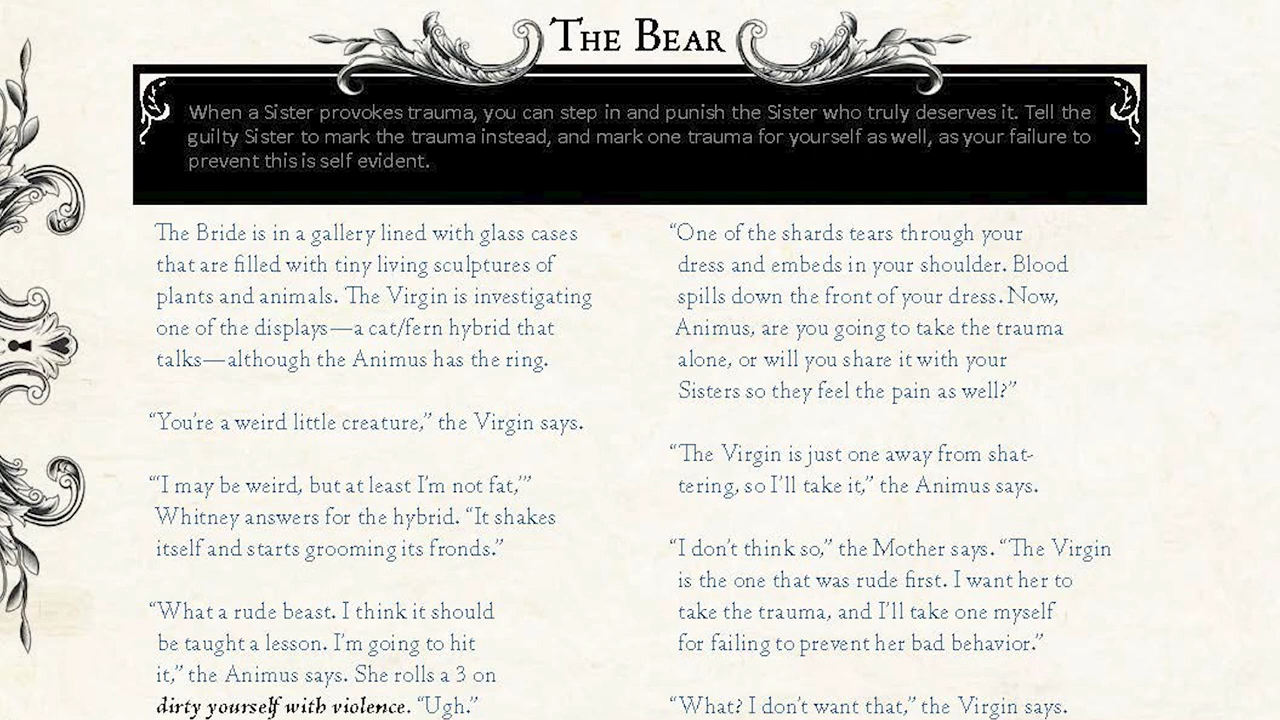 The Bear
When a Sister provokes trauma, you can step in and punish the Sister who truly deserves it. Tell the
guilty Sister to mark the trauma instead, and mark one trauma for yourself as well, as your failure to
prevent this is self evident.
The Bride is in a gallery lined with glass cases
that are filled with tiny living sculptures of
plants and animals. The Virgin is investigating
one of the displays—a cat/fern hybrid that
talks—although the Animus has the ring.
“You’re a weird little creature,” the Virgin says.
“‘I may be weird, but at least I’m not fat,’”
Whitney answers for the hybrid. “It shakes
itself and starts grooming its fronds.”
“What a rude beast. I think it should
be taught a lesson. I’m going to hit
it,” the Animus says. She rolls a 3 on
dirty yourself with violence. “Ugh.”
“One of the shards tears through your
dress and embeds in your shoulder. Blood
spills down the front of your dress. Now,
Animus, are you going to take the trauma
alone, or will you share it with your
Sisters so they feel the pain as well?”
“The Virgin is just one away from shat-
tering, so I’ll take it,” the Animus says.
“I don’t think so,” the Mother says. “The Virgin
is the one that was rude first. I want her to
take the trauma, and I’ll take one myself
for failing to prevent her bad behavior.”
“What? I don’t want that,” the Virgin says.